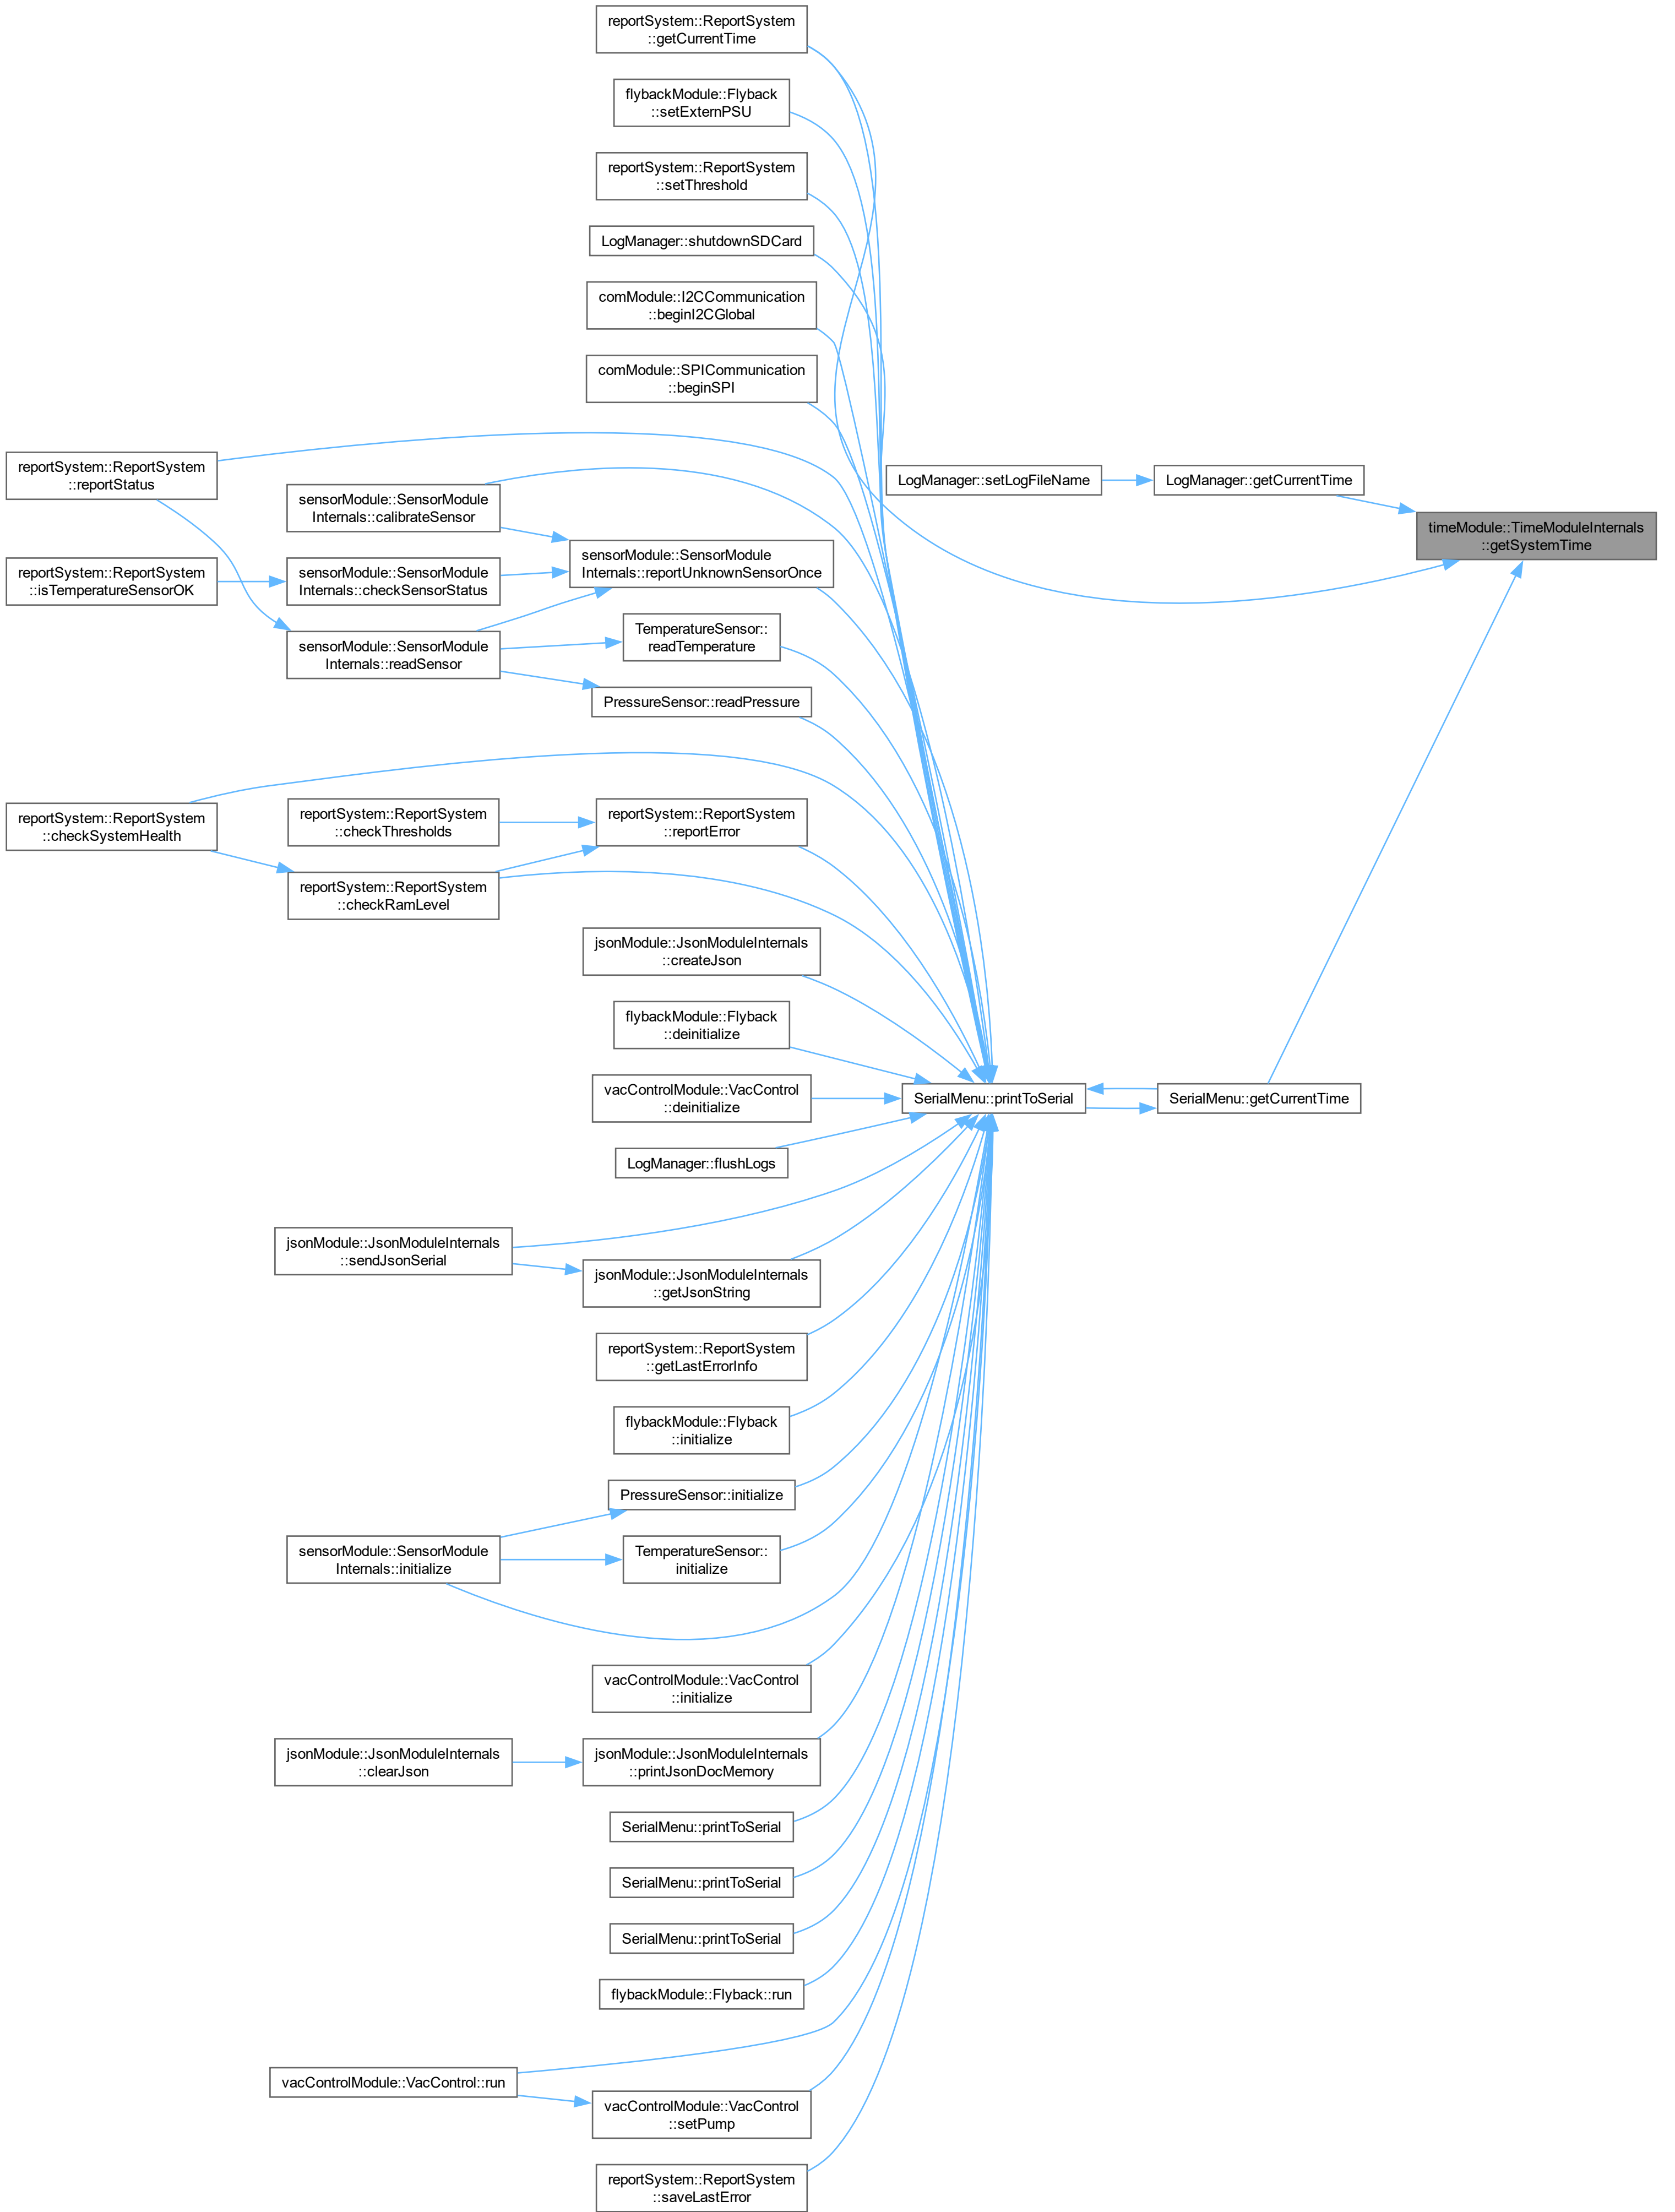 reportSystem::ReportSystem
::getCurrentTime
flybackModule::Flyback
::setExternPSU
reportSystem::ReportSystem
::setThreshold
LogManager::shutdownSDCard
comModule::I2CCommunication
::beginI2CGlobal
comModule::SPICommunication
::beginSPI
reportSystem::ReportSystem
::reportStatus
sensorModule::SensorModule
Internals::calibrateSensor
LogManager::setLogFileName
LogManager::getCurrentTime
timeModule::TimeModuleInternals
::getSystemTime
reportSystem::ReportSystem
::isTemperatureSensorOK
sensorModule::SensorModule
Internals::checkSensorStatus
sensorModule::SensorModule
Internals::reportUnknownSensorOnce
sensorModule::SensorModule
Internals::readSensor
TemperatureSensor::
readTemperature
PressureSensor::readPressure
reportSystem::ReportSystem
::checkSystemHealth
reportSystem::ReportSystem
::checkThresholds
reportSystem::ReportSystem
::reportError
reportSystem::ReportSystem
::checkRamLevel
jsonModule::JsonModuleInternals
::createJson
flybackModule::Flyback
::deinitialize
vacControlModule::VacControl
::deinitialize
SerialMenu::printToSerial
SerialMenu::getCurrentTime
LogManager::flushLogs
jsonModule::JsonModuleInternals
::sendJsonSerial
jsonModule::JsonModuleInternals
::getJsonString
reportSystem::ReportSystem
::getLastErrorInfo
flybackModule::Flyback
::initialize
PressureSensor::initialize
sensorModule::SensorModule
Internals::initialize
TemperatureSensor::
initialize
vacControlModule::VacControl
::initialize
jsonModule::JsonModuleInternals
::clearJson
jsonModule::JsonModuleInternals
::printJsonDocMemory
SerialMenu::printToSerial
SerialMenu::printToSerial
SerialMenu::printToSerial
flybackModule::Flyback::run
vacControlModule::VacControl::run
vacControlModule::VacControl
::setPump
reportSystem::ReportSystem
::saveLastError